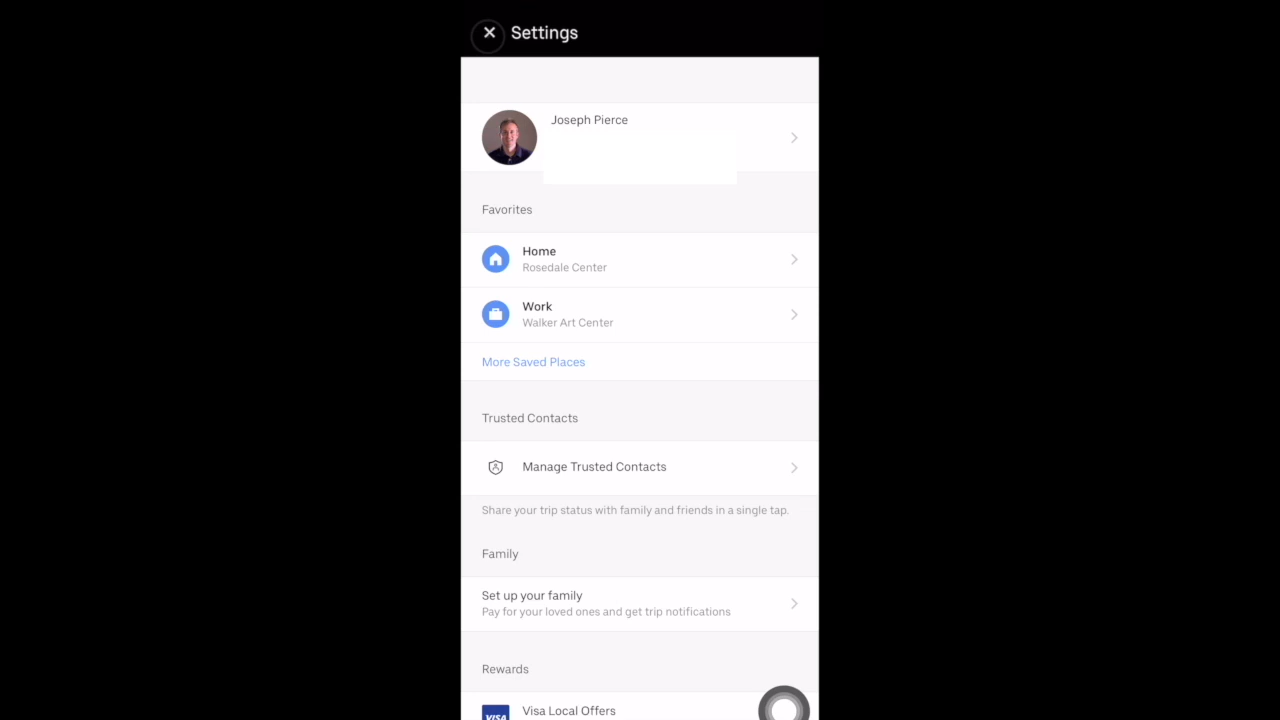 Settings
Joseph Pierce
Favorites
Home
Rosedale Center
Work
Walker Art Center
More Saved Places
Trusted Contacts
Manage Trusted Contacts
Share your trip status with family and friends in a single tap.
Family
Set up your family
Pay for your loved ones and get trip notifications
Rewards
Visa Local Offers
VISA